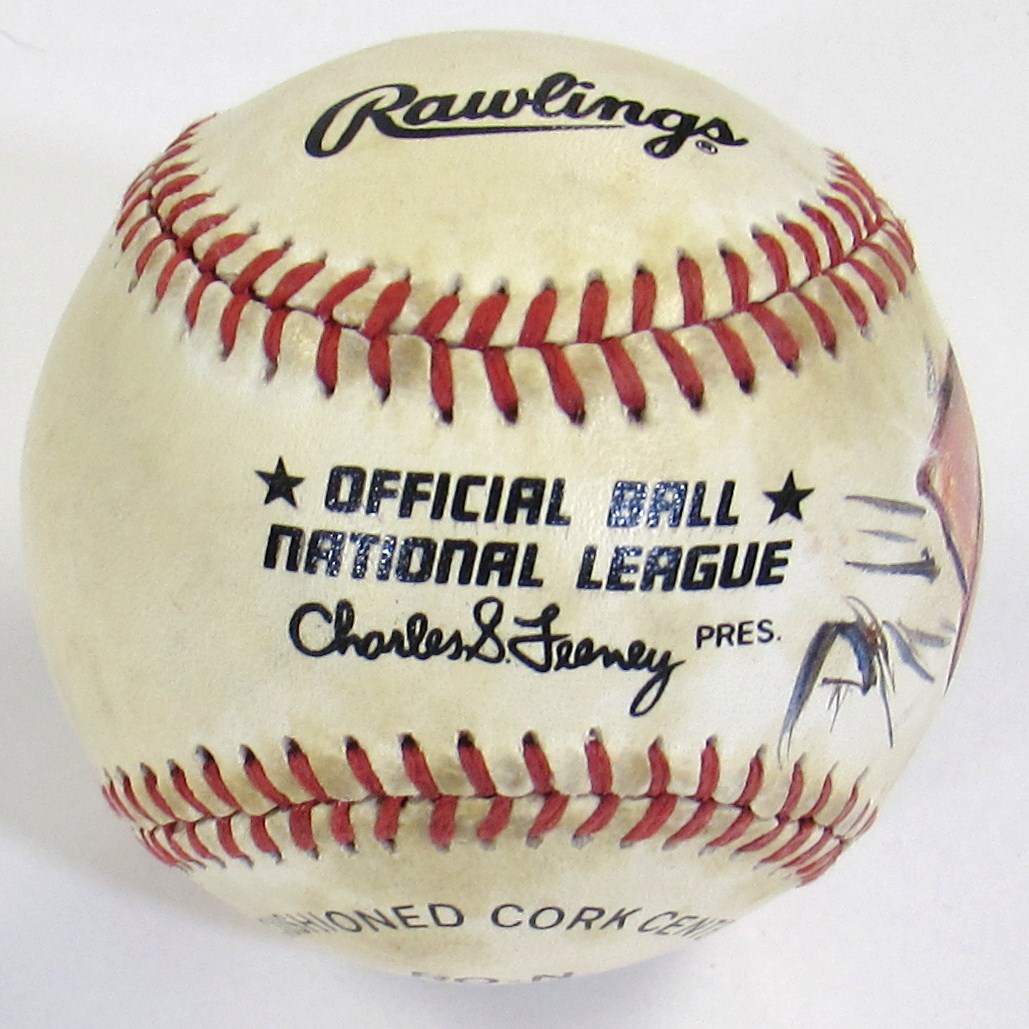 Rawlings®
★ OFFICIAL BALL ★
NATIONAL LEAGUE
Charles S. Feeney PRES.
CORK